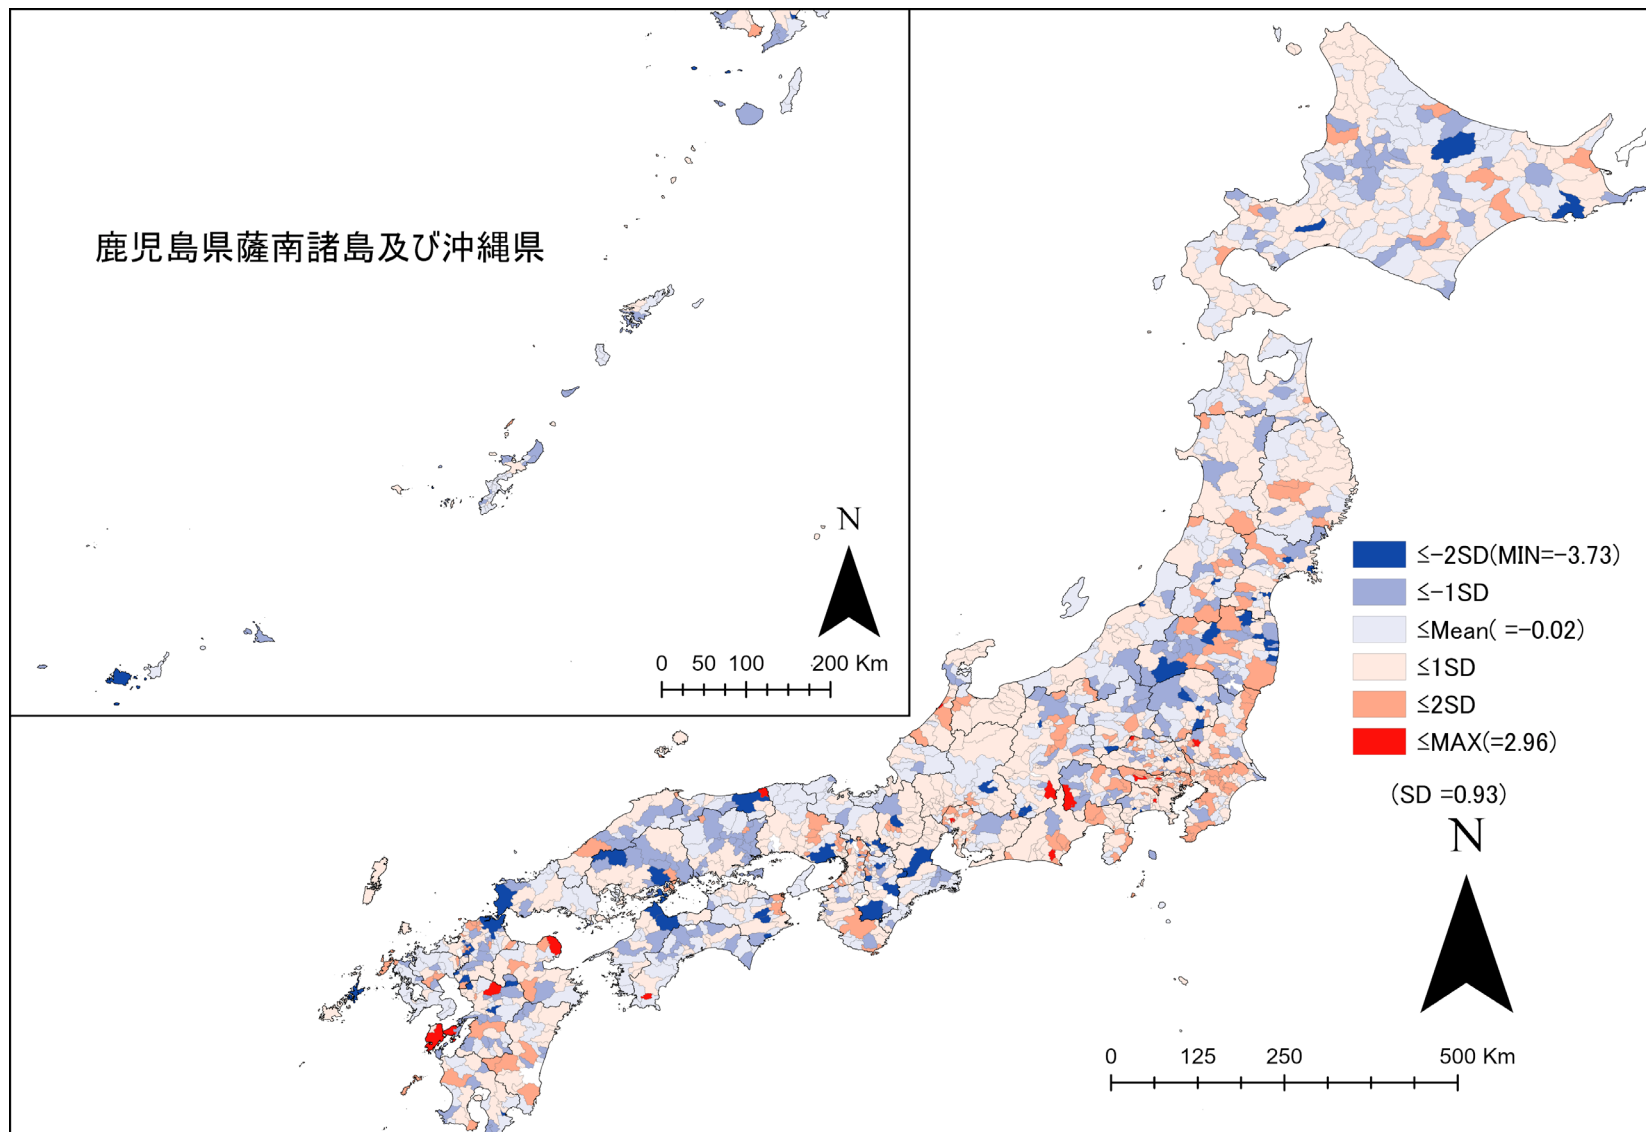 鹿児島県薩南諸島及び沖縄県
N
0 50 100 200 Km
≤-2SD(MIN=-3.73)
≤-1SD
≤Mean( =-0.02)
≤1SD
≤2SD
≤MAX(=2.96)
(SD =0.93)
N
0 125 250 500 Km